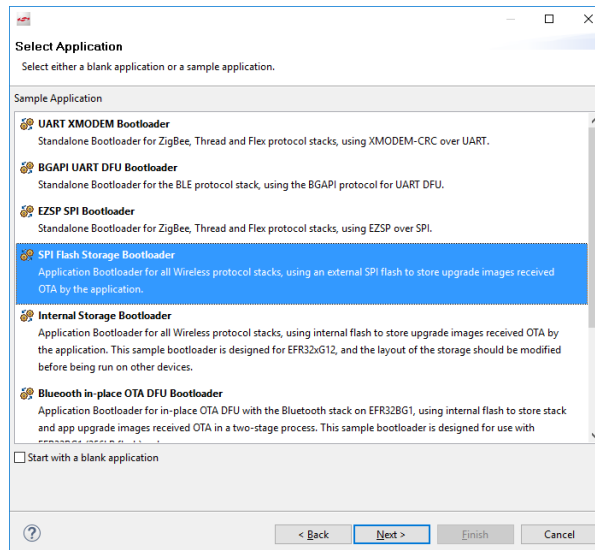 Select Application
Select either a blank application or a sample application.
Sample Application
UART XMODEM Bootloader
Standalone Bootloader for ZigBee, Thread and Flex protocol stacks, using XMODEM-CRC over UART.
BGAPI UART DFU Bootloader
Standalone Bootloader for the BLE protocol stack, using the BGAPI protocol for UART DFU.
EZSP SPI Bootloader
Standalone Bootloader for ZigBee, Thread and Flex protocol stacks, using EZSP over SPI.
SPI Flash Storage Bootloader
Application Bootloader for all Wireless protocol stacks, using an external SPI flash to store upgrade images received
OTA by the application.
Internal Storage Bootloader
Application Bootloader for all Wireless protocol stacks, using internal flash to store upgrade images received OTA by
the application. This sample bootloader is designed for EFR32xG12, and the layout of the storage should be modified
before being run on other devices.
Blueooth in-place OTA DFU Bootloader
Application Bootloader for in-place OTA DFU with the Bluetooth stack on EFR32BG1, using internal flash to store stack
and app upgrade images received OTA in a two-stage process. This sample bootloader is designed for use with
Start with a blank application
?
< Back
Next >
Finish
Cancel